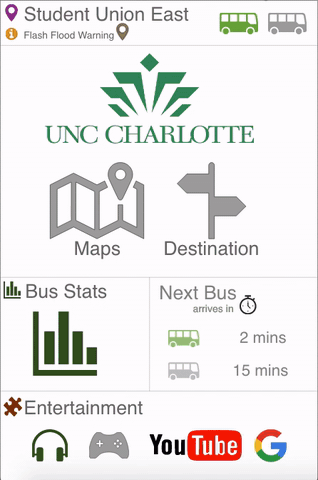 Student Union East
Flash Flood Warning
UNC CHARLOTTE
Maps
Destination
Bus Stats
Next Bus
arrives in
2 mins
15 mins
Entertainment
YouTube
G